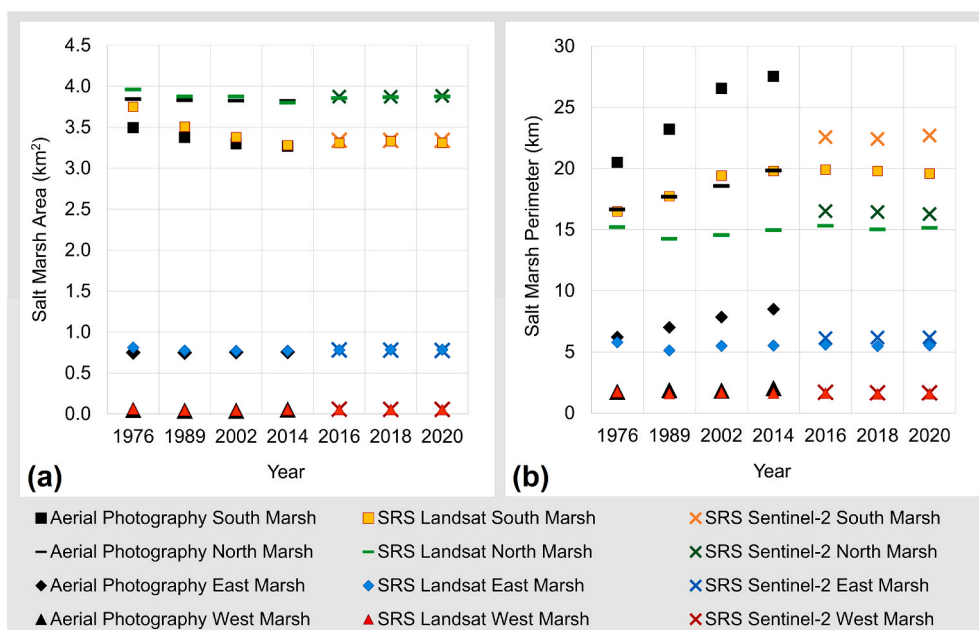 4.5
4.0
3.5
3.0
2.5
2.0
1.5
1.0
0.5
0.0
Salt Marsh Area (km²)
1976 1989 2002 2014 2016 2018 2020
Year
(a)
30
25
20
15
10
5
0
Salt Marsh Perimeter (km)
1976 1989 2002 2014 2016 2018 2020
Year
(b)
Aerial Photography South Marsh
SRS Landsat South Marsh
SRS Sentinel-2 South Marsh
Aerial Photography North Marsh
SRS Landsat North Marsh
SRS Sentinel-2 North Marsh
Aerial Photography East Marsh
SRS Landsat East Marsh
SRS Sentinel-2 East Marsh
Aerial Photography West Marsh
SRS Landsat West Marsh
SRS Sentinel-2 West Marsh